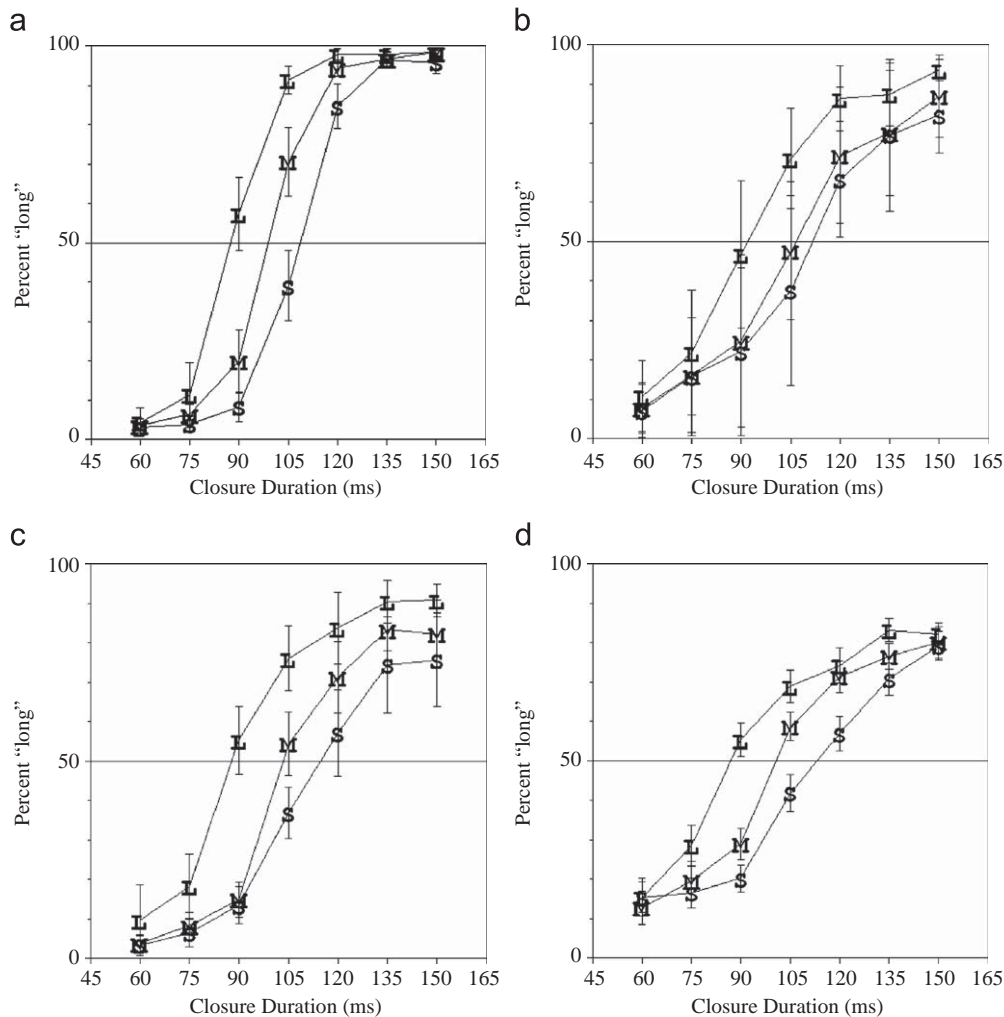 a
100
50
0
Percent “long”
L L L L L L L
M M M M M M M
S S S S S S S
45 60 75 90 105 120 135 150 165
Closure Duration (ms)
b
100
50
0
Percent “long”
L L L L L L L
M M M M M M M
S S S S S S S
45 60 75 90 105 120 135 150 165
Closure Duration (ms)
c
100
50
0
Percent “long”
L L L L L L L
M M M M M M M
S S S S S S S
45 60 75 90 105 120 135 150 165
Closure Duration (ms)
d
100
50
0
Percent “long”
L L L L L L L
M M M M M M M
S S S S S S S
45 60 75 90 105 120 135 150 165
Closure Duration (ms)